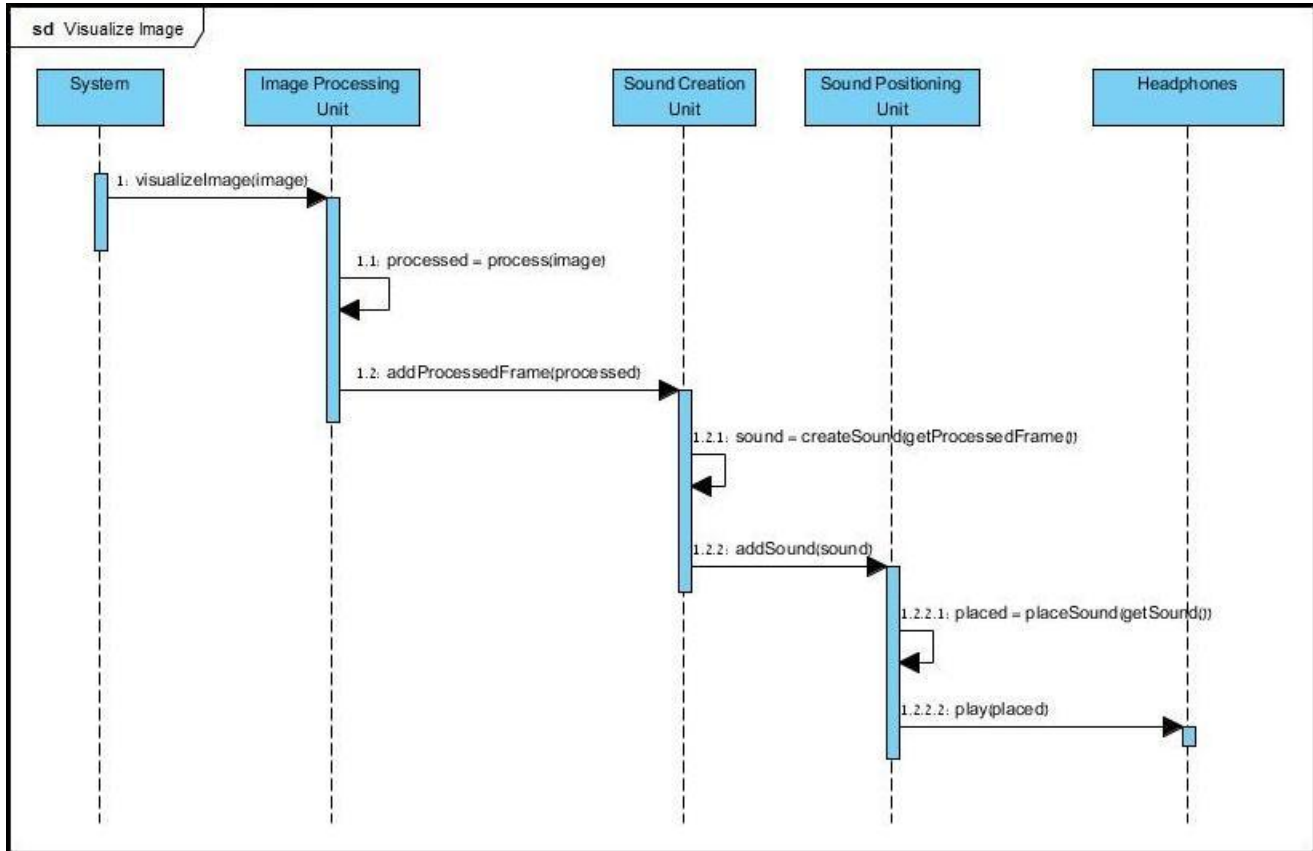 sd Visualize Image
System
Image Processing
Unit
Sound Creation
Unit
Sound Positioning
Unit
Headphones
1: visualizeImage(image)
1.1: processed = process(image)
1.2: addProcessedFrame(processed)
1.2.1: sound = createSound(getProcessedFrame())
1.2.2: addSound(sound)
1.2.2.1: placed = placeSound(getSound())
1.2.2.2: play(placed)